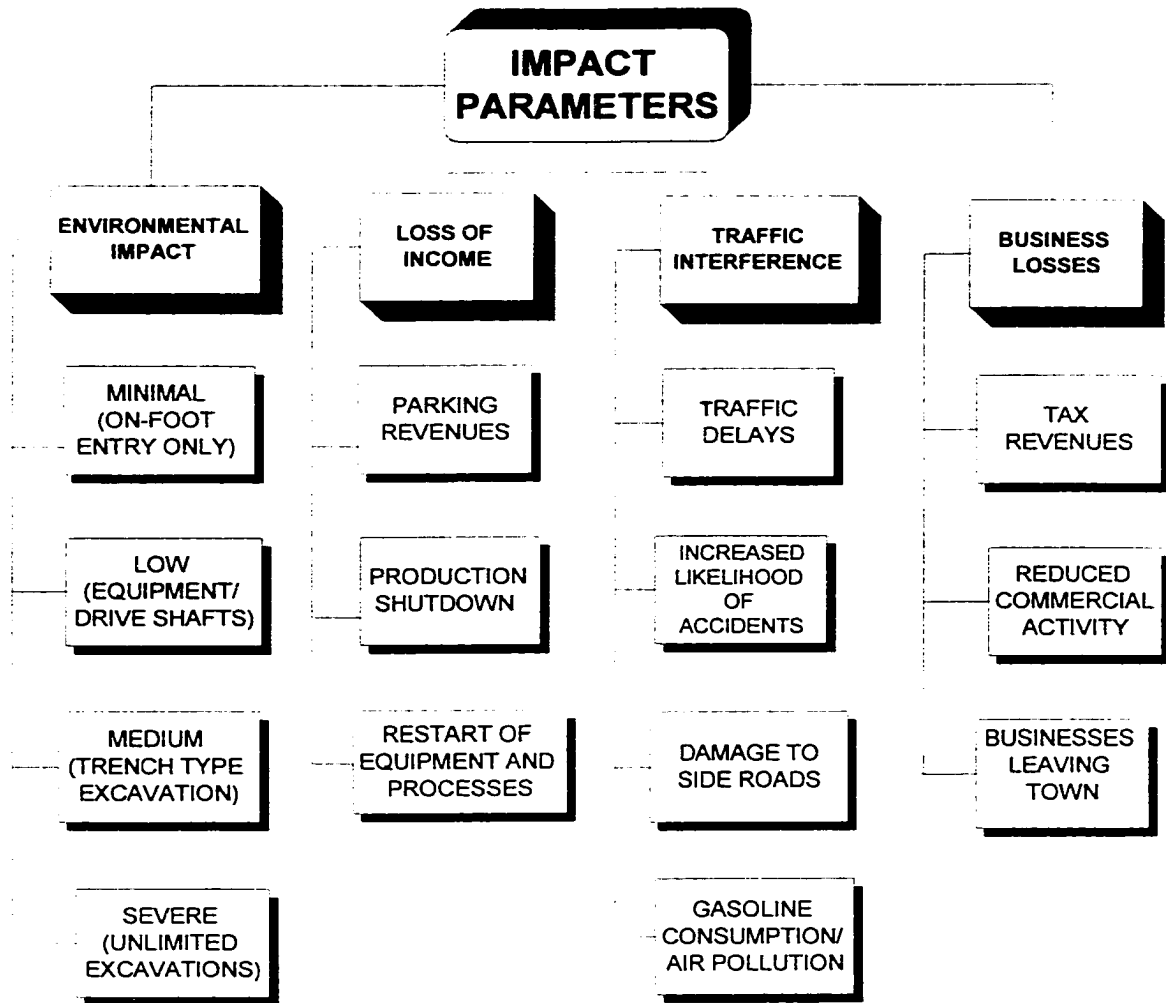 IMPACT
PARAMETERS
ENVIRONMENTAL
IMPACT
MINIMAL
(ON-FOOT
ENTRY ONLY)
LOW
(EQUIPMENT/
DRIVE SHAFTS)
MEDIUM
(TRENCH TYPE
EXCAVATION)
SEVERE
(UNLIMITED
EXCAVATIONS)
LOSS OF
INCOME
PARKING
REVENUES
PRODUCTION
SHUTDOWN
RESTART OF
EQUIPMENT AND
PROCESSES
TRAFFIC
INTERFERENCE
TRAFFIC
DELAYS
INCREASED
LIKELIHOOD
OF
ACCIDENTS
DAMAGE TO
SIDE ROADS
GASOLINE
CONSUMPTION/
AIR POLLUTION
BUSINESS
LOSSES
TAX
REVENUES
REDUCED
COMMERCIAL
ACTIVITY
BUSINESSES
LEAVING
TOWN